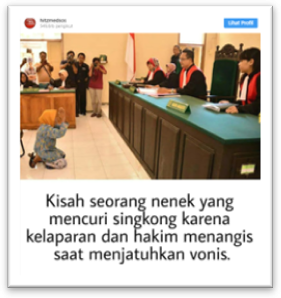 Lihat Profil
Kisah seorang nenek yang
mencuri singkong karena
kelaparan dan hakim menangis
saat menjatuhkan vonis.